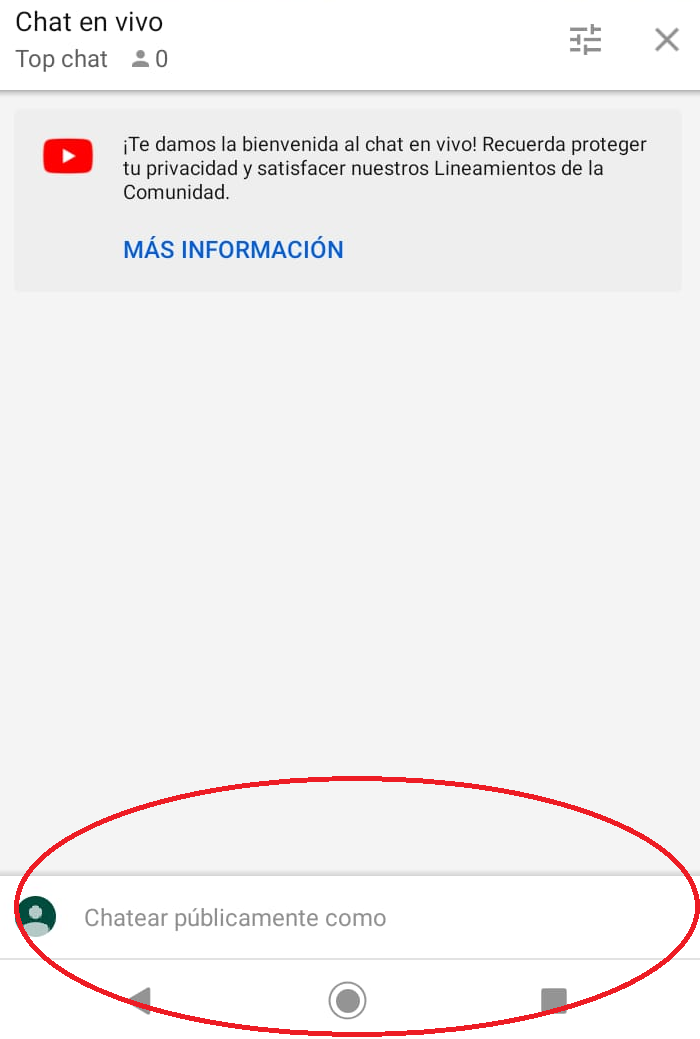 Chat en vivo
Top chat 0
¡Te damos la bienvenida al chat en vivo! Recuerda proteger
tu privacidad y satisfacer nuestros Lineamientos de la
Comunidad.
MÁS INFORMACIÓN
Chatear públicamente como